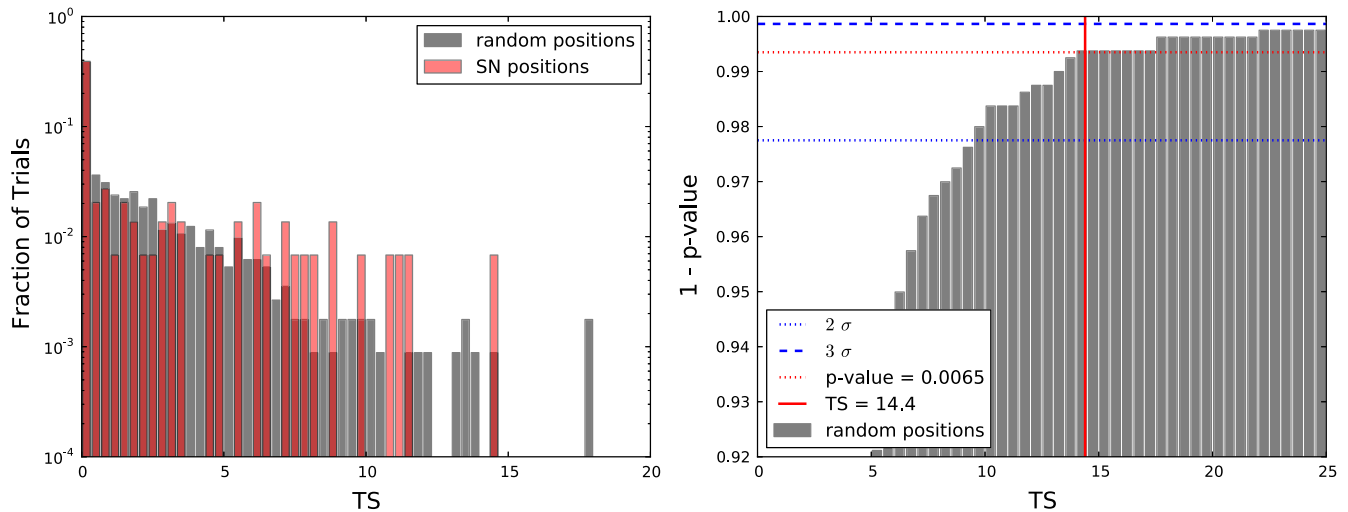 10^0
10^-1
10^-2
10^-3
10^-4
Fraction of Trials
random positions
SN positions
0 5 10 15 20
TS
1.00
0.99
0.98
0.97
0.96
0.95
0.94
0.93
0.92
1 - p-value
2 σ
3 σ
p-value = 0.0065
TS = 14.4
random positions
0 5 10 15 20 25
TS